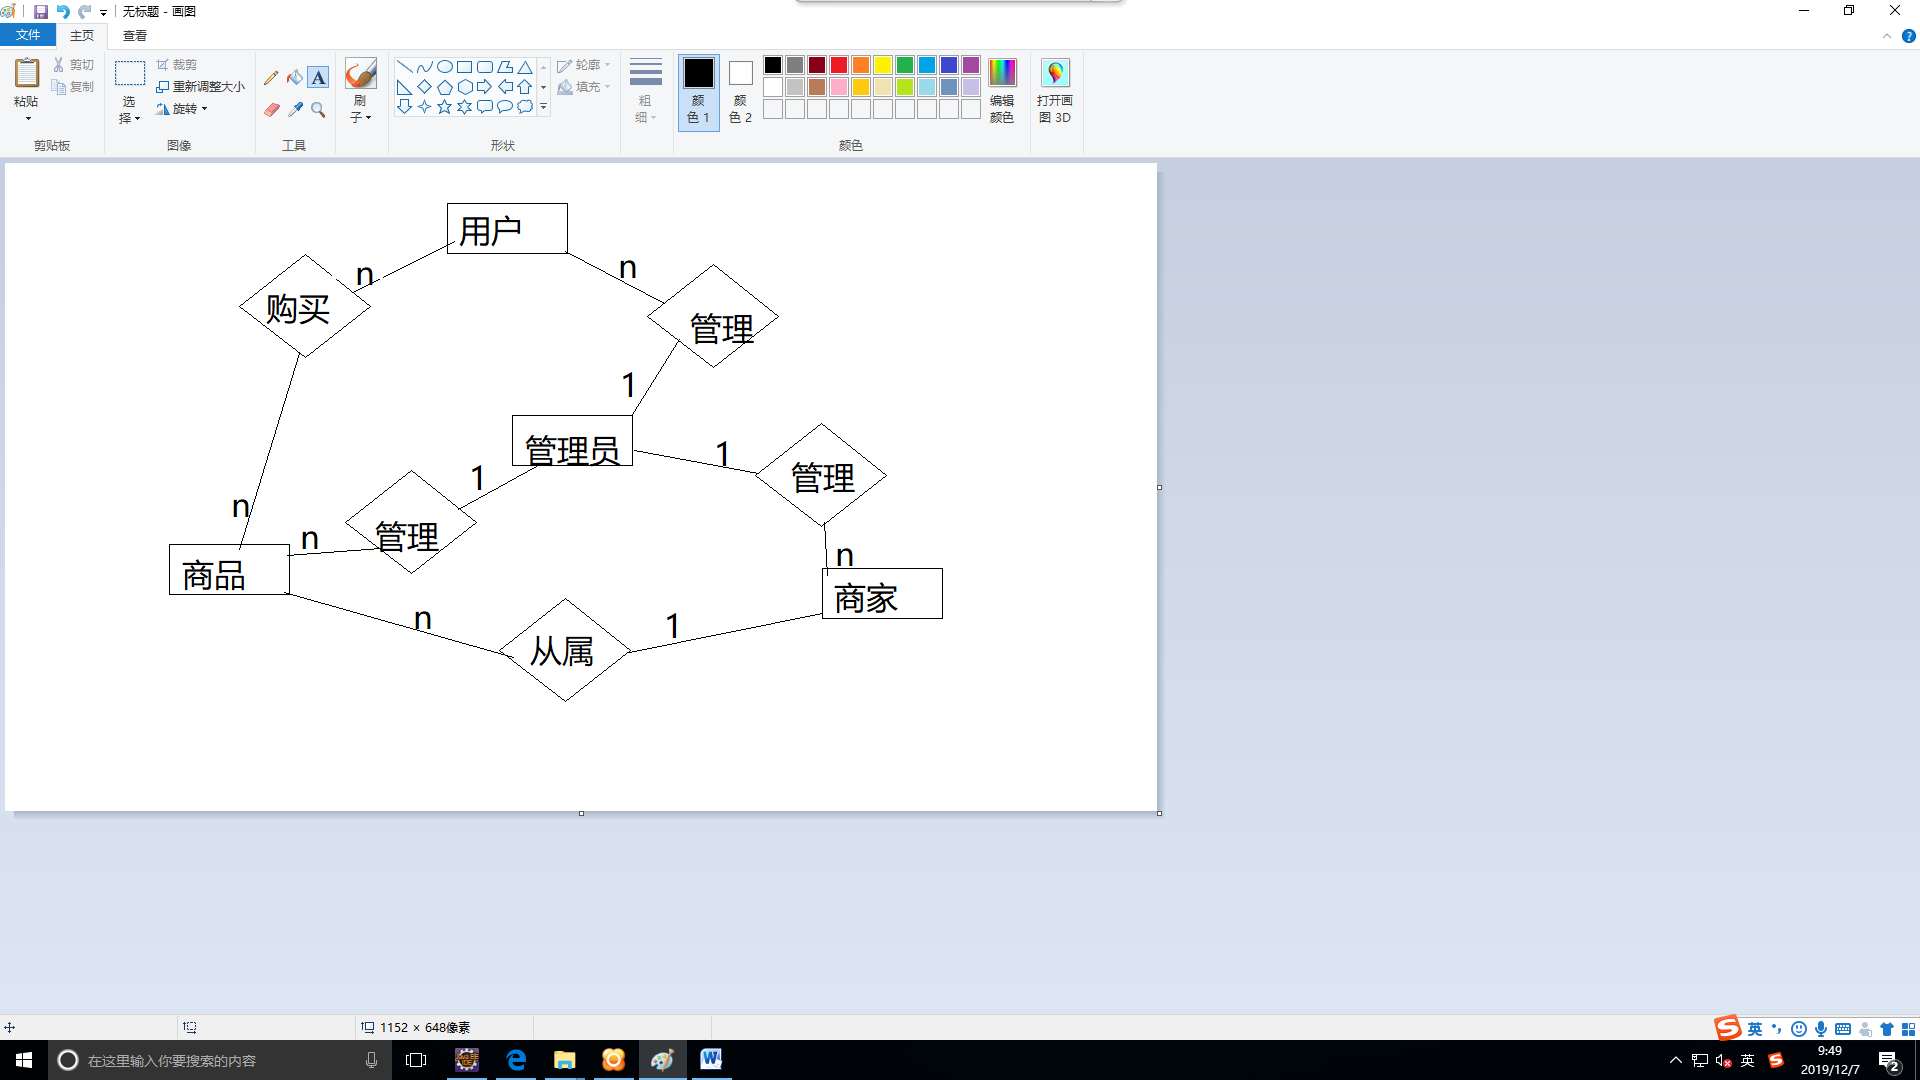 无标题 - 画图
文件
主页
查看
粘贴
剪切
复制
剪贴板
选择
裁剪
重新调整大小
旋转
图像
A
工具
刷子
轮廓
填充
形状
粗细
颜色 1
颜色 2
编辑颜色
颜色
打开画图 3D
用户
n
n
购买
管理
1
管理员
1
1
管理
n
管理
n
n
商品
商家
n
1
从属
1152 × 648像素
英
在这里输入你要搜索的内容
英
9:49
2019/12/7
2